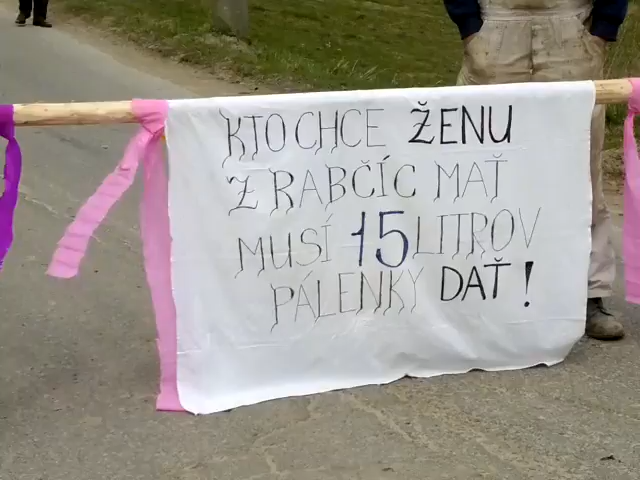 KTO CHCE ŽENU
Z RABČÍC MAŤ
MUSÍ 15 LITROV
PÁLENKY DAŤ!